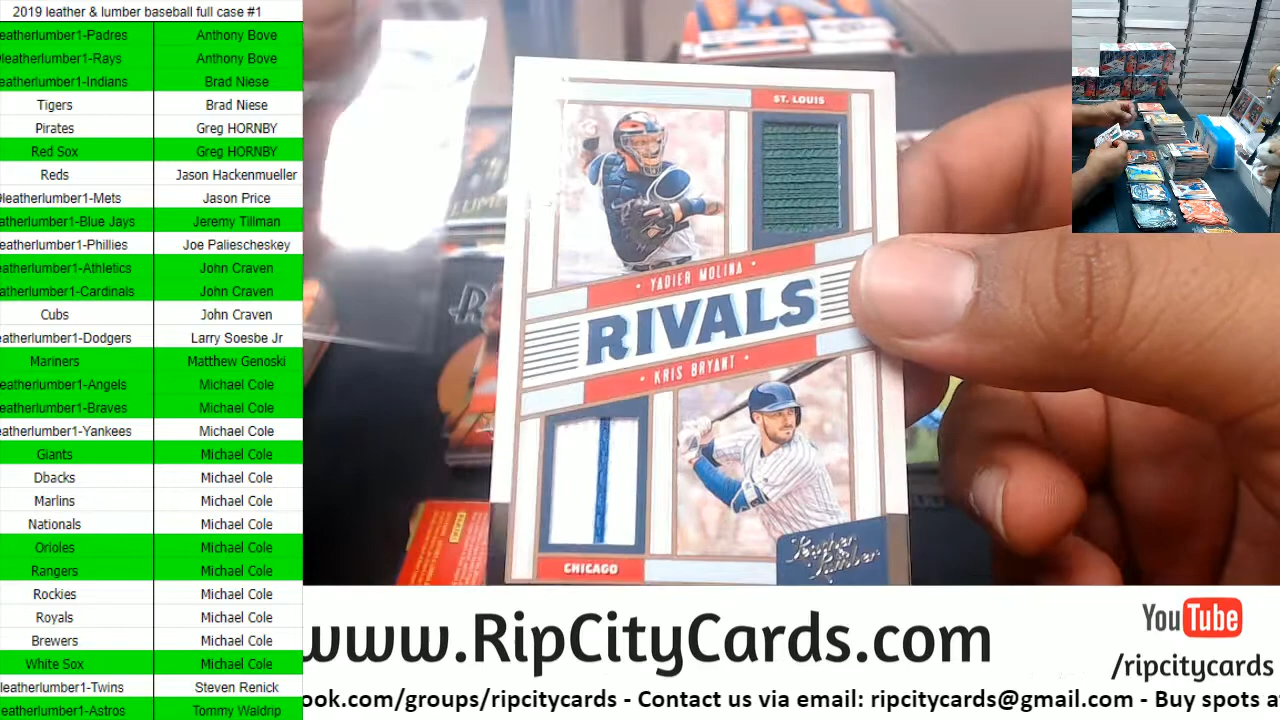 2019 leather & lumber baseball full case #1
eatherlumber1-Padres Anthony Bove
leatherlumber1-Rays Anthony Bove
leatherlumber1-Indians Brad Niese
Tigers Brad Niese
Pirates Greg HORNBY
Red Sox Greg HORNBY
Reds Jason Hackenmueller
9leatherlumber1-Mets Jason Price
atherlumber1-Blue Jays Jeremy Tillman
eatherlumber1-Phillies Joe Paliescheskey
eatherlumber1-Athletics John Craven
eatherlumber1-Cardinals John Craven
Cubs John Craven
eatherlumber1-Dodgers Larry Soesbe Jr
Mariners Matthew Genoski
eatherlumber1-Angels Michael Cole
eatherlumber1-Braves Michael Cole
eatherlumber1-Yankees Michael Cole
Giants Michael Cole
Dbacks Michael Cole
Marlins Michael Cole
Nationals Michael Cole
Orioles Michael Cole
Rangers Michael Cole
Rockies Michael Cole
Royals Michael Cole
Brewers Michael Cole
White Sox Michael Cole
leatherlumber1-Twins Steven Renick
eatherlumber1-Astros Tommy Waldrip
ST. LOUIS
• YADIER MOLINA •
RIVALS
• KRIS BRYANT •
CHICAGO
Leather & Lumber
www.RipCityCards.com
YouTube
/ripcitycards
ook.com/groups/ripcitycards - Contact us via email: ripcitycards@gmail.com - Buy spots a